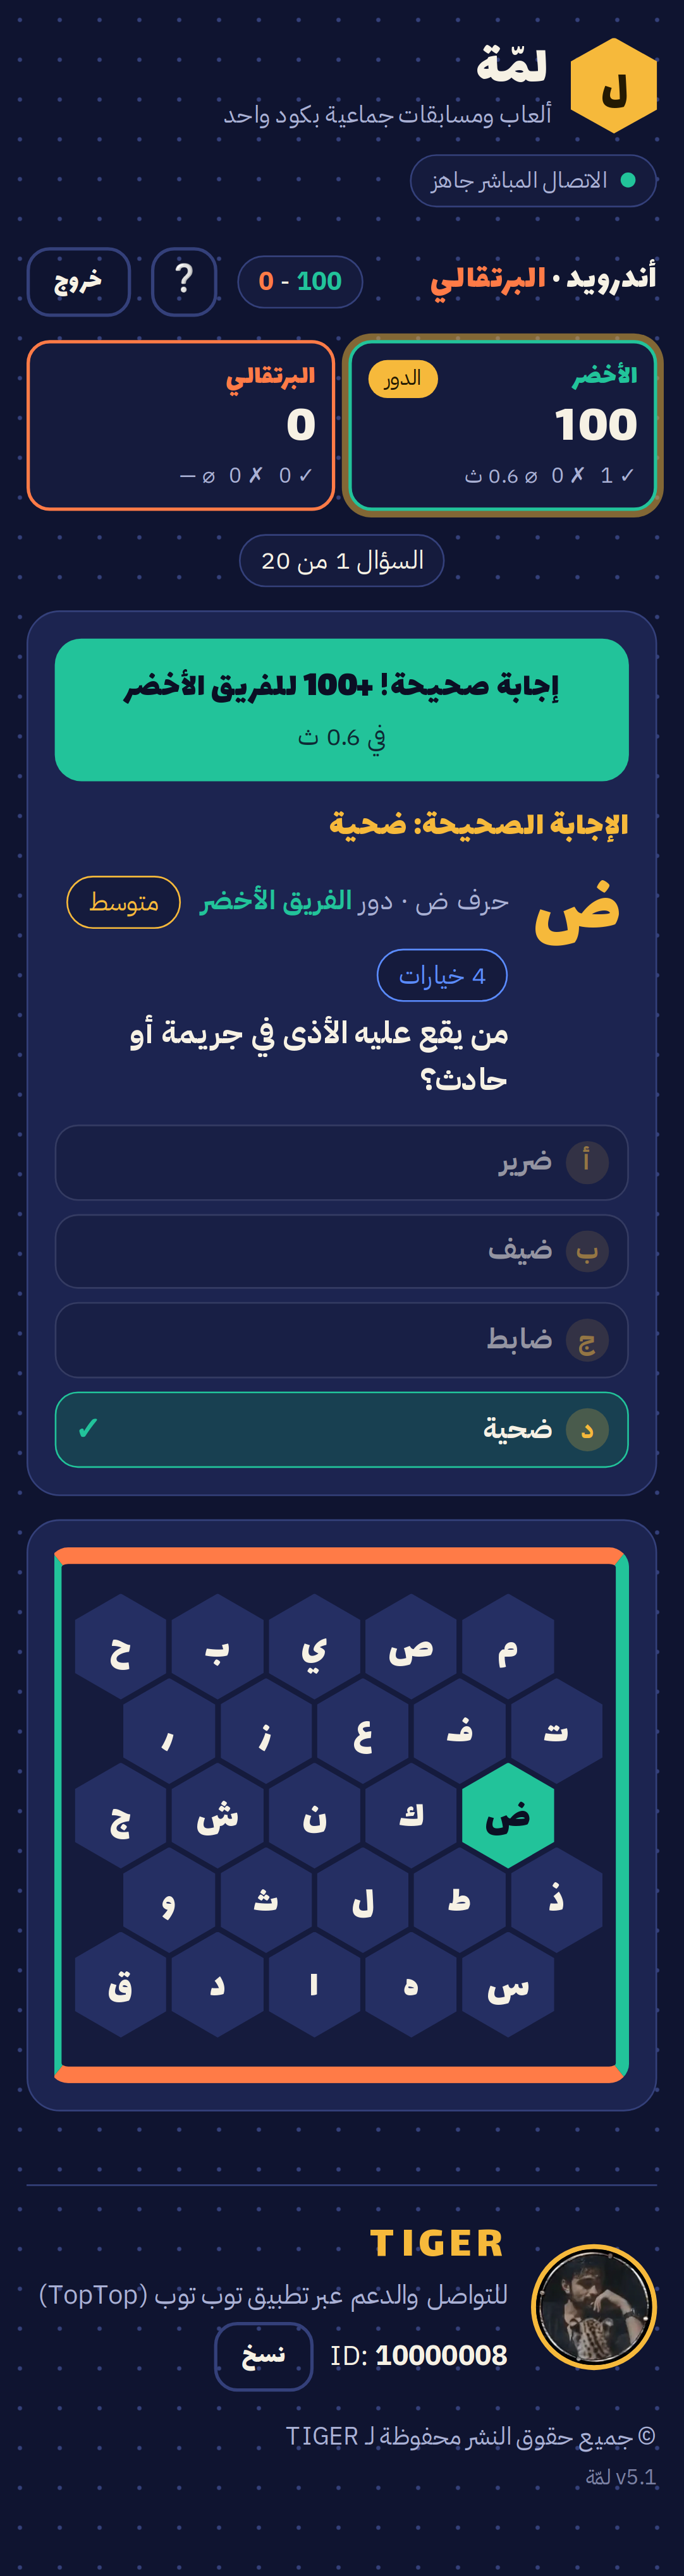 ل
لمّة
ألعاب ومسابقات جماعية بكود واحد
الاتصال المباشر جاهز
أندرويد · البرتقالي
100 - 0
?
خروج
الأخضر
الدور
100
✓ 1 ✗ 0 ⌀ 0.6 ث
البرتقالي
0
✓ 0 ✗ 0 ⌀ —
السؤال 1 من 20
إجابة صحيحة! +100 للفريق الأخضر
في 0.6 ث
الإجابة الصحيحة: ضحية
ض
حرف ض · دور الفريق الأخضر
متوسط
4 خيارات
من يقع عليه الأذى في جريمة أو
حادث؟
أ ضرير
ب ضيف
ج ضابط
د ضحية ✓
م ص ي ب ح
ت ف ع ز ر
ض ك ن ش ج
ذ ط ل ث و
س ه ا د ق
TIGER
للتواصل والدعم عبر تطبيق توب توب (TopTop)
ID: 10000008
نسخ
© جميع حقوق النشر محفوظة لـ TIGER
لمّة v5.1